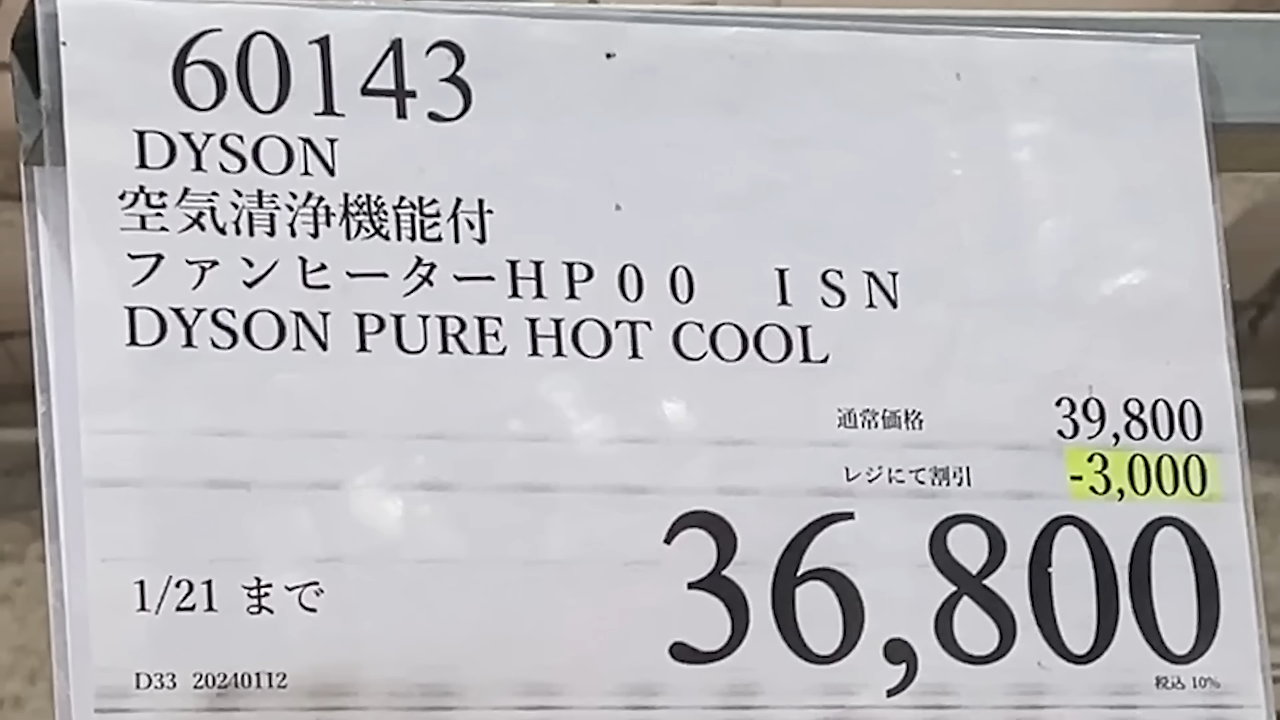 60143
DYSON
空気清浄機能付
ファンヒーターＨＰ００　ＩＳＮ
DYSON PURE HOT COOL
通常価格 39,800
レジにて割引 -3,000
36,800
1/21 まで
D33 20240112
税込 10%